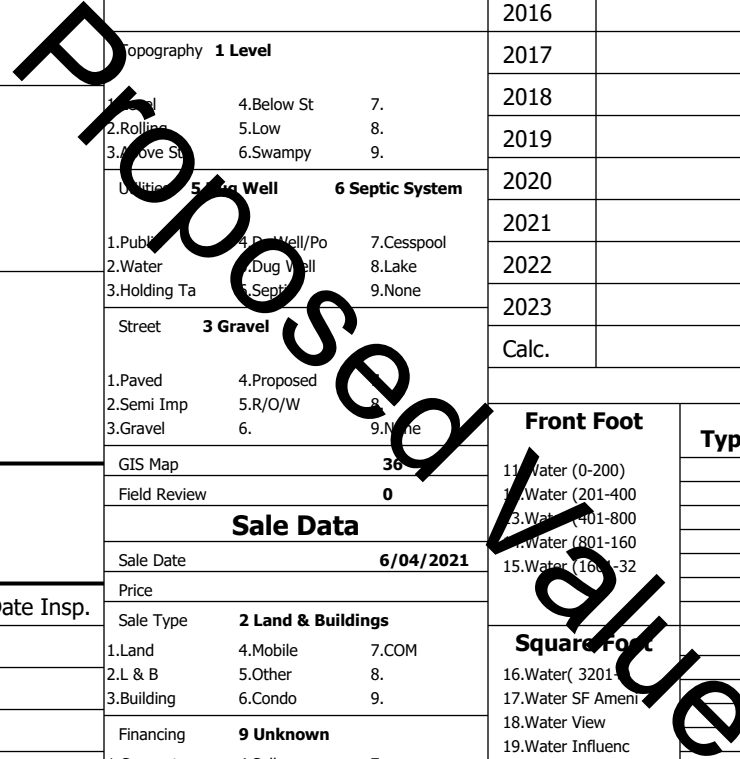 Topography 1 Level
1.Level 4.Below St 7.
2.Rolling 5.Low 8.
3.Above St 6.Swampy 9.
Utilities 5 Dug Well 6 Septic System
1.Public 4.Dr Well/Po 7.Cesspool
2.Water 5.Dug Well 8.Lake
3.Holding Ta 6.Septic 9.None
Street 3 Gravel
1.Paved 4.Proposed 7.
2.Semi Imp 5.R/O/W 8.
3.Gravel 6. 9.None
GIS Map 36
Field Review 0
Sale Data
Sale Date 6/04/2021
Price
Sale Type 2 Land & Buildings
1.Land 4.Mobile 7.COM
2.L & B 5.Other 8.
3.Building 6.Condo 9.
Financing 9 Unknown
Date Insp.
2016
2017
2018
2019
2020
2021
2022
2023
Calc.
Front Foot
Typ
11.Water (0-200)
12.Water (201-400
13.Water (401-800
14.Water (801-160
15.Water (1601-32
Square Foot
16.Water( 3201-
17.Water SF Ameni
18.Water View
19.Water Influenc
Proposed Value